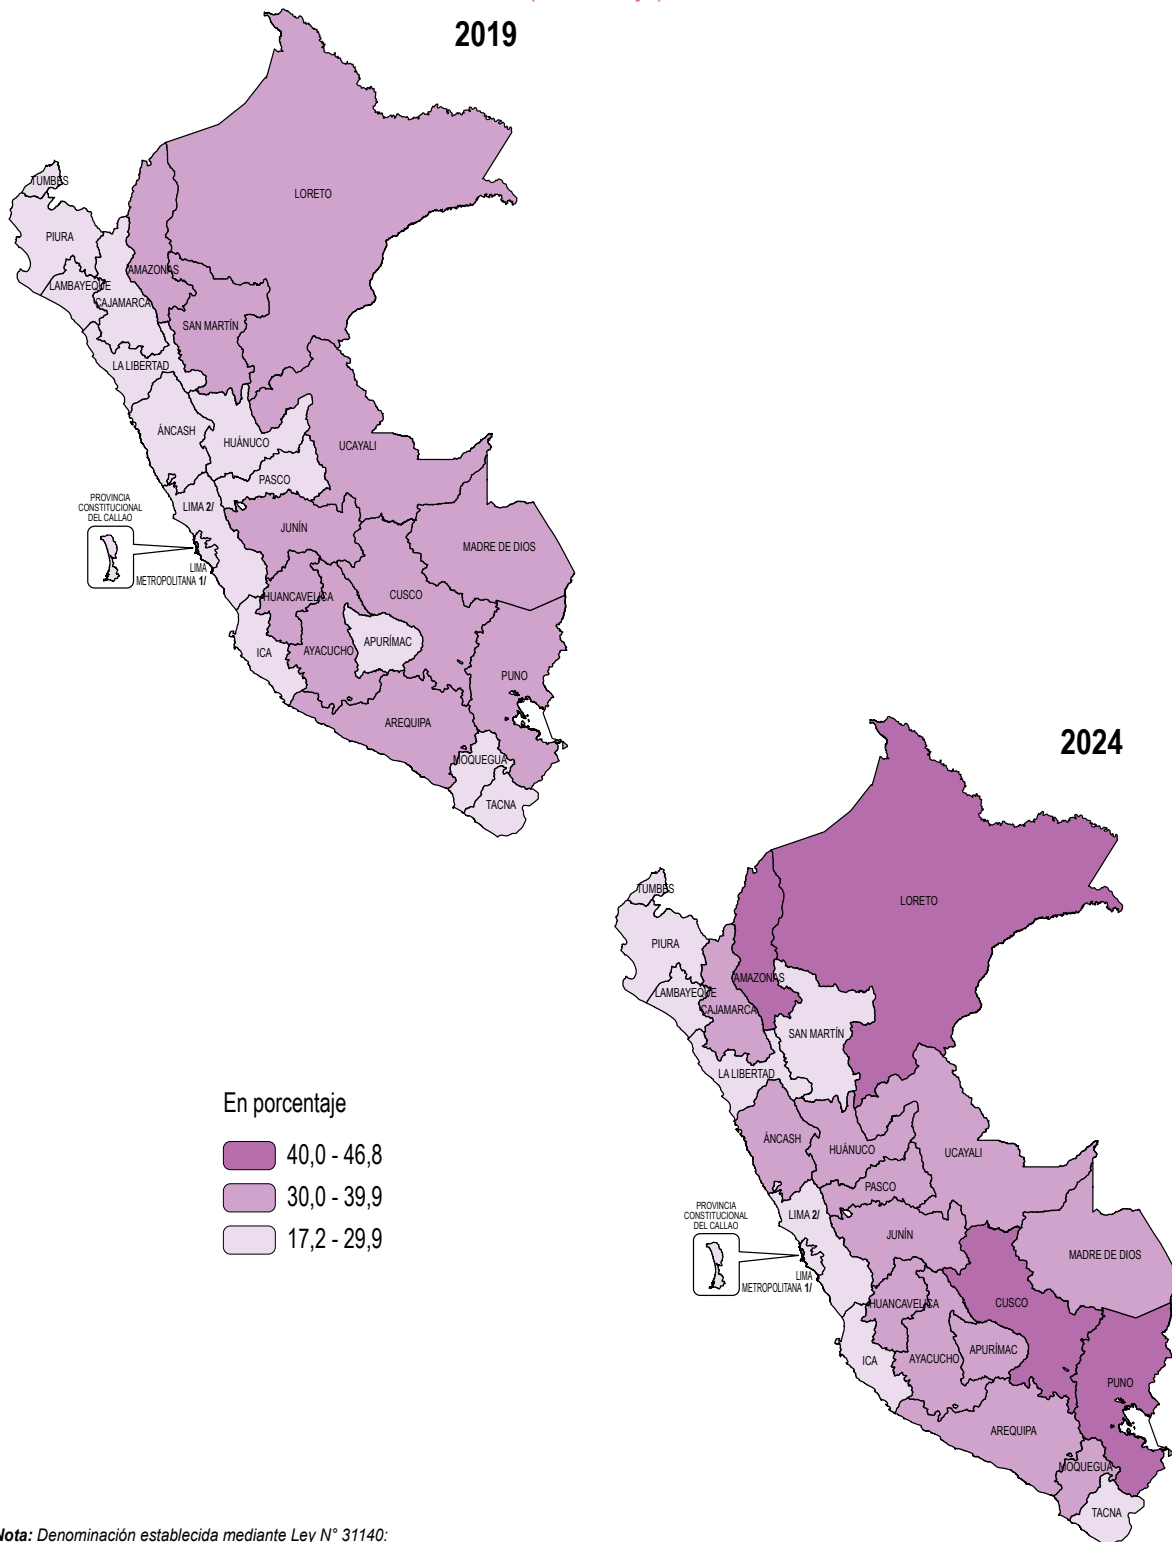 2019
TUMBES
PIURA
LORETO
AMAZONAS
LAMBAYEQUE
CAJAMARCA
SAN MARTÍN
LA LIBERTAD
ÁNCASH
HUÁNUCO
UCAYALI
PASCO
PROVINCIA
CONSTITUCIONAL
DEL CALLAO
LIMA 2/
JUNÍN
MADRE DE DIOS
LIMA
METROPOLITANA 1/
HUANCAVELICA
CUSCO
ICA
AYACUCHO
APURÍMAC
PUNO
AREQUIPA
MOQUEGUA
TACNA
2024
TUMBES
PIURA
LORETO
AMAZONAS
LAMBAYEQUE
CAJAMARCA
SAN MARTÍN
LA LIBERTAD
ÁNCASH
HUÁNUCO
UCAYALI
PASCO
PROVINCIA
CONSTITUCIONAL
DEL CALLAO
LIMA 2/
JUNÍN
MADRE DE DIOS
LIMA
METROPOLITANA 1/
HUANCAVELICA
CUSCO
ICA
AYACUCHO
APURÍMAC
PUNO
AREQUIPA
MOQUEGUA
TACNA
En porcentaje
40,0 - 46,8
30,0 - 39,9
17,2 - 29,9
Nota: Denominación establecida mediante Ley N° 31140: